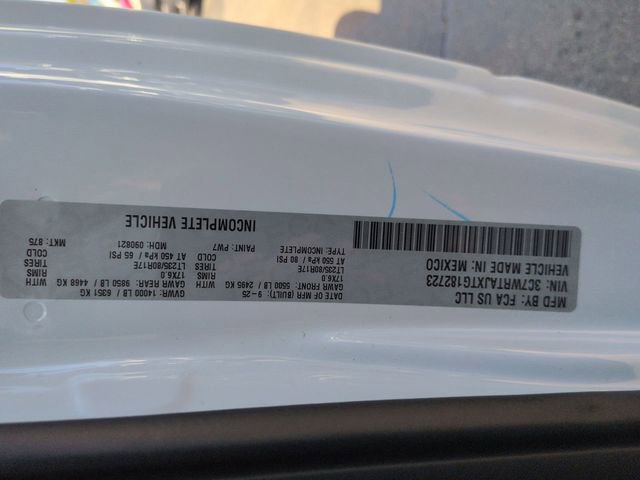 MFD BY: FCA US LLC
DATE OF MFR (BUILT): 9-25 GVWR: 14000 LB / 6351 KG
VIN: 3C7WRTAJXTG182723
GAWR FRONT: 5500 LB / 2495 KG WITH 9850 LB / 4468 KG WITH
17X6.0 RIMS 17X6.0 RIMS
LT235/80R17E TIRES LT235/80R17E TIRES
AT 550 kPa / 80 PSI COLD AT 450 kPa / 65 PSI COLD
VEHICLE MADE IN: MEXICO
TYPE: INCOMPLETE PAINT: PW7 MDH: 090821 MKT: 875
INCOMPLETE VEHICLE